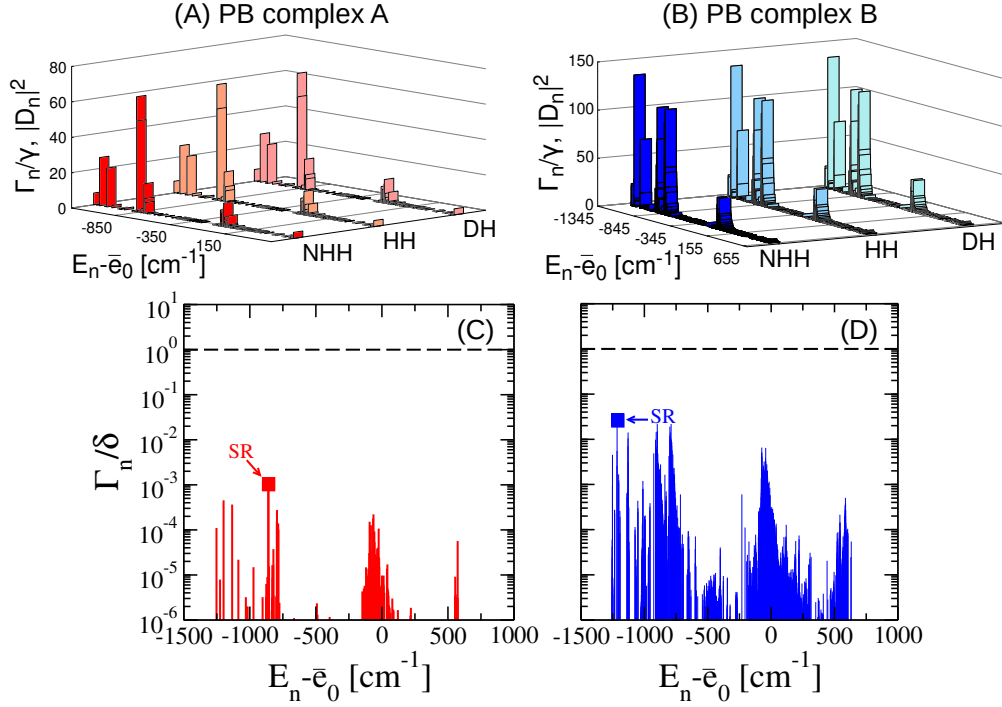 (A) PB complex A
(B) PB complex B
Γₙ/γ, |Dₙ|²
80
60
40
20
0
-850
-350
-150
Eₙ-ē₀ [cm⁻¹]
NHH
HH
DH
Γₙ/γ, |Dₙ|²
150
100
50
0
-1345
-845
-345
155
655
Eₙ-ē₀ [cm⁻¹]
NHH
HH
DH
(C)
Γₙ/δ
10¹
10⁰
10⁻¹
10⁻²
10⁻³
10⁻⁴
10⁻⁵
10⁻⁶
SR
-1500 -1000 -500 0 500 1000
Eₙ-ē₀ [cm⁻¹]
(D)
SR
-1500 -1000 -500 0 500 1000
Eₙ-ē₀ [cm⁻¹]